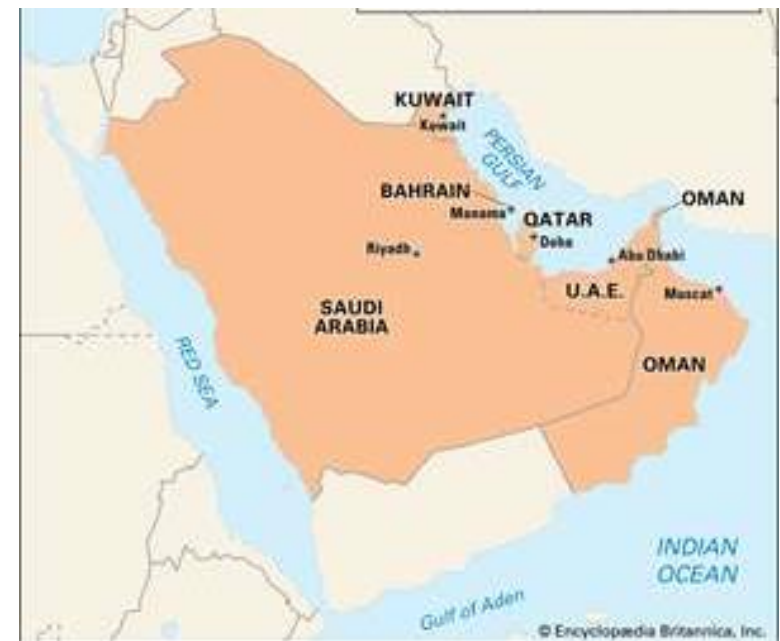 KUWAIT
Kuwait
PERSIAN
GULF
BAHRAIN
Manama
QATAR
Doha
OMAN
Abu Dhabi
Riyadh
U.A.E.
Muscat
SAUDI
ARABIA
OMAN
RED SEA
INDIAN
OCEAN
Gulf of Aden
© Encyclopædia Britannica, Inc.